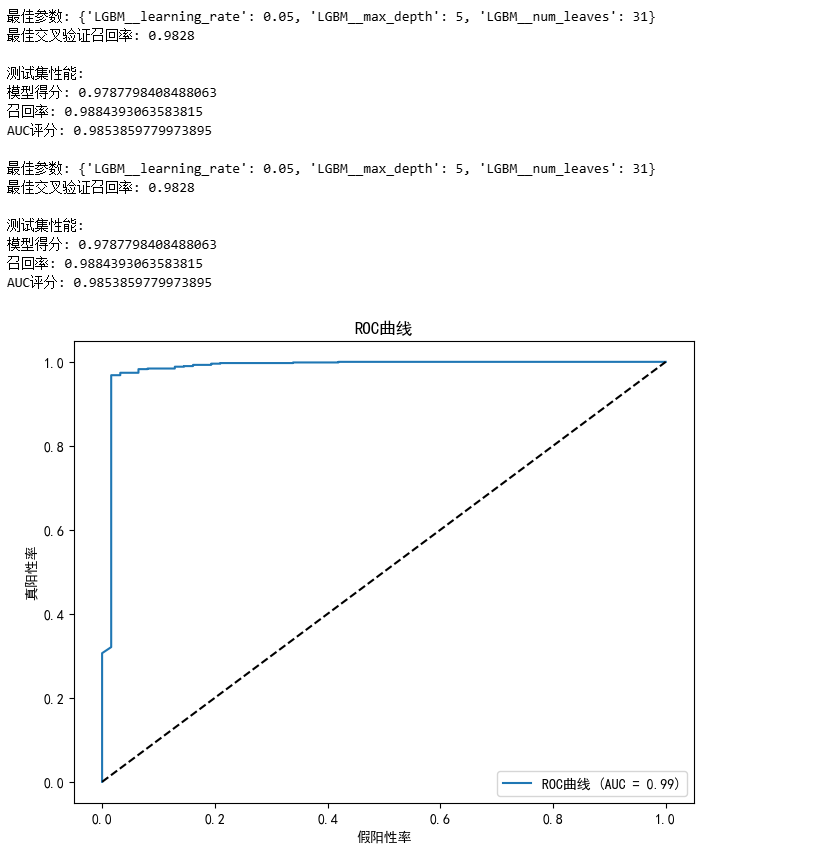 最佳参数: {'LGBM__learning_rate': 0.05, 'LGBM__max_depth': 5, 'LGBM__num_leaves': 31}
最佳交叉验证召回率: 0.9828
测试集性能:
模型得分: 0.9787798408488063
召回率: 0.9884393063583815
AUC评分: 0.9853859779973895
最佳参数: {'LGBM__learning_rate': 0.05, 'LGBM__max_depth': 5, 'LGBM__num_leaves': 31}
最佳交叉验证召回率: 0.9828
测试集性能:
模型得分: 0.9787798408488063
召回率: 0.9884393063583815
AUC评分: 0.9853859779973895
ROC曲线
1.0
0.8
0.6
0.4
0.2
0.0
真阳性率
ROC曲线 (AUC = 0.99)
0.0 0.2 0.4 0.6 0.8 1.0
假阳性率